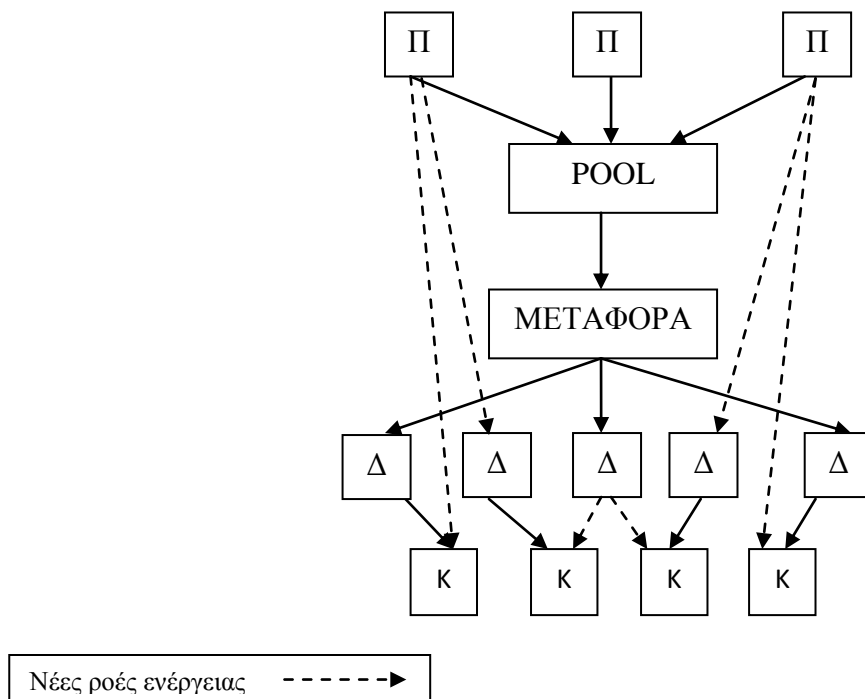 Π Π Π
POOL
ΜΕΤΑΦΟΡΑ
Δ Δ Δ Δ Δ
Κ Κ Κ Κ
Νέες ροές ενέργειας